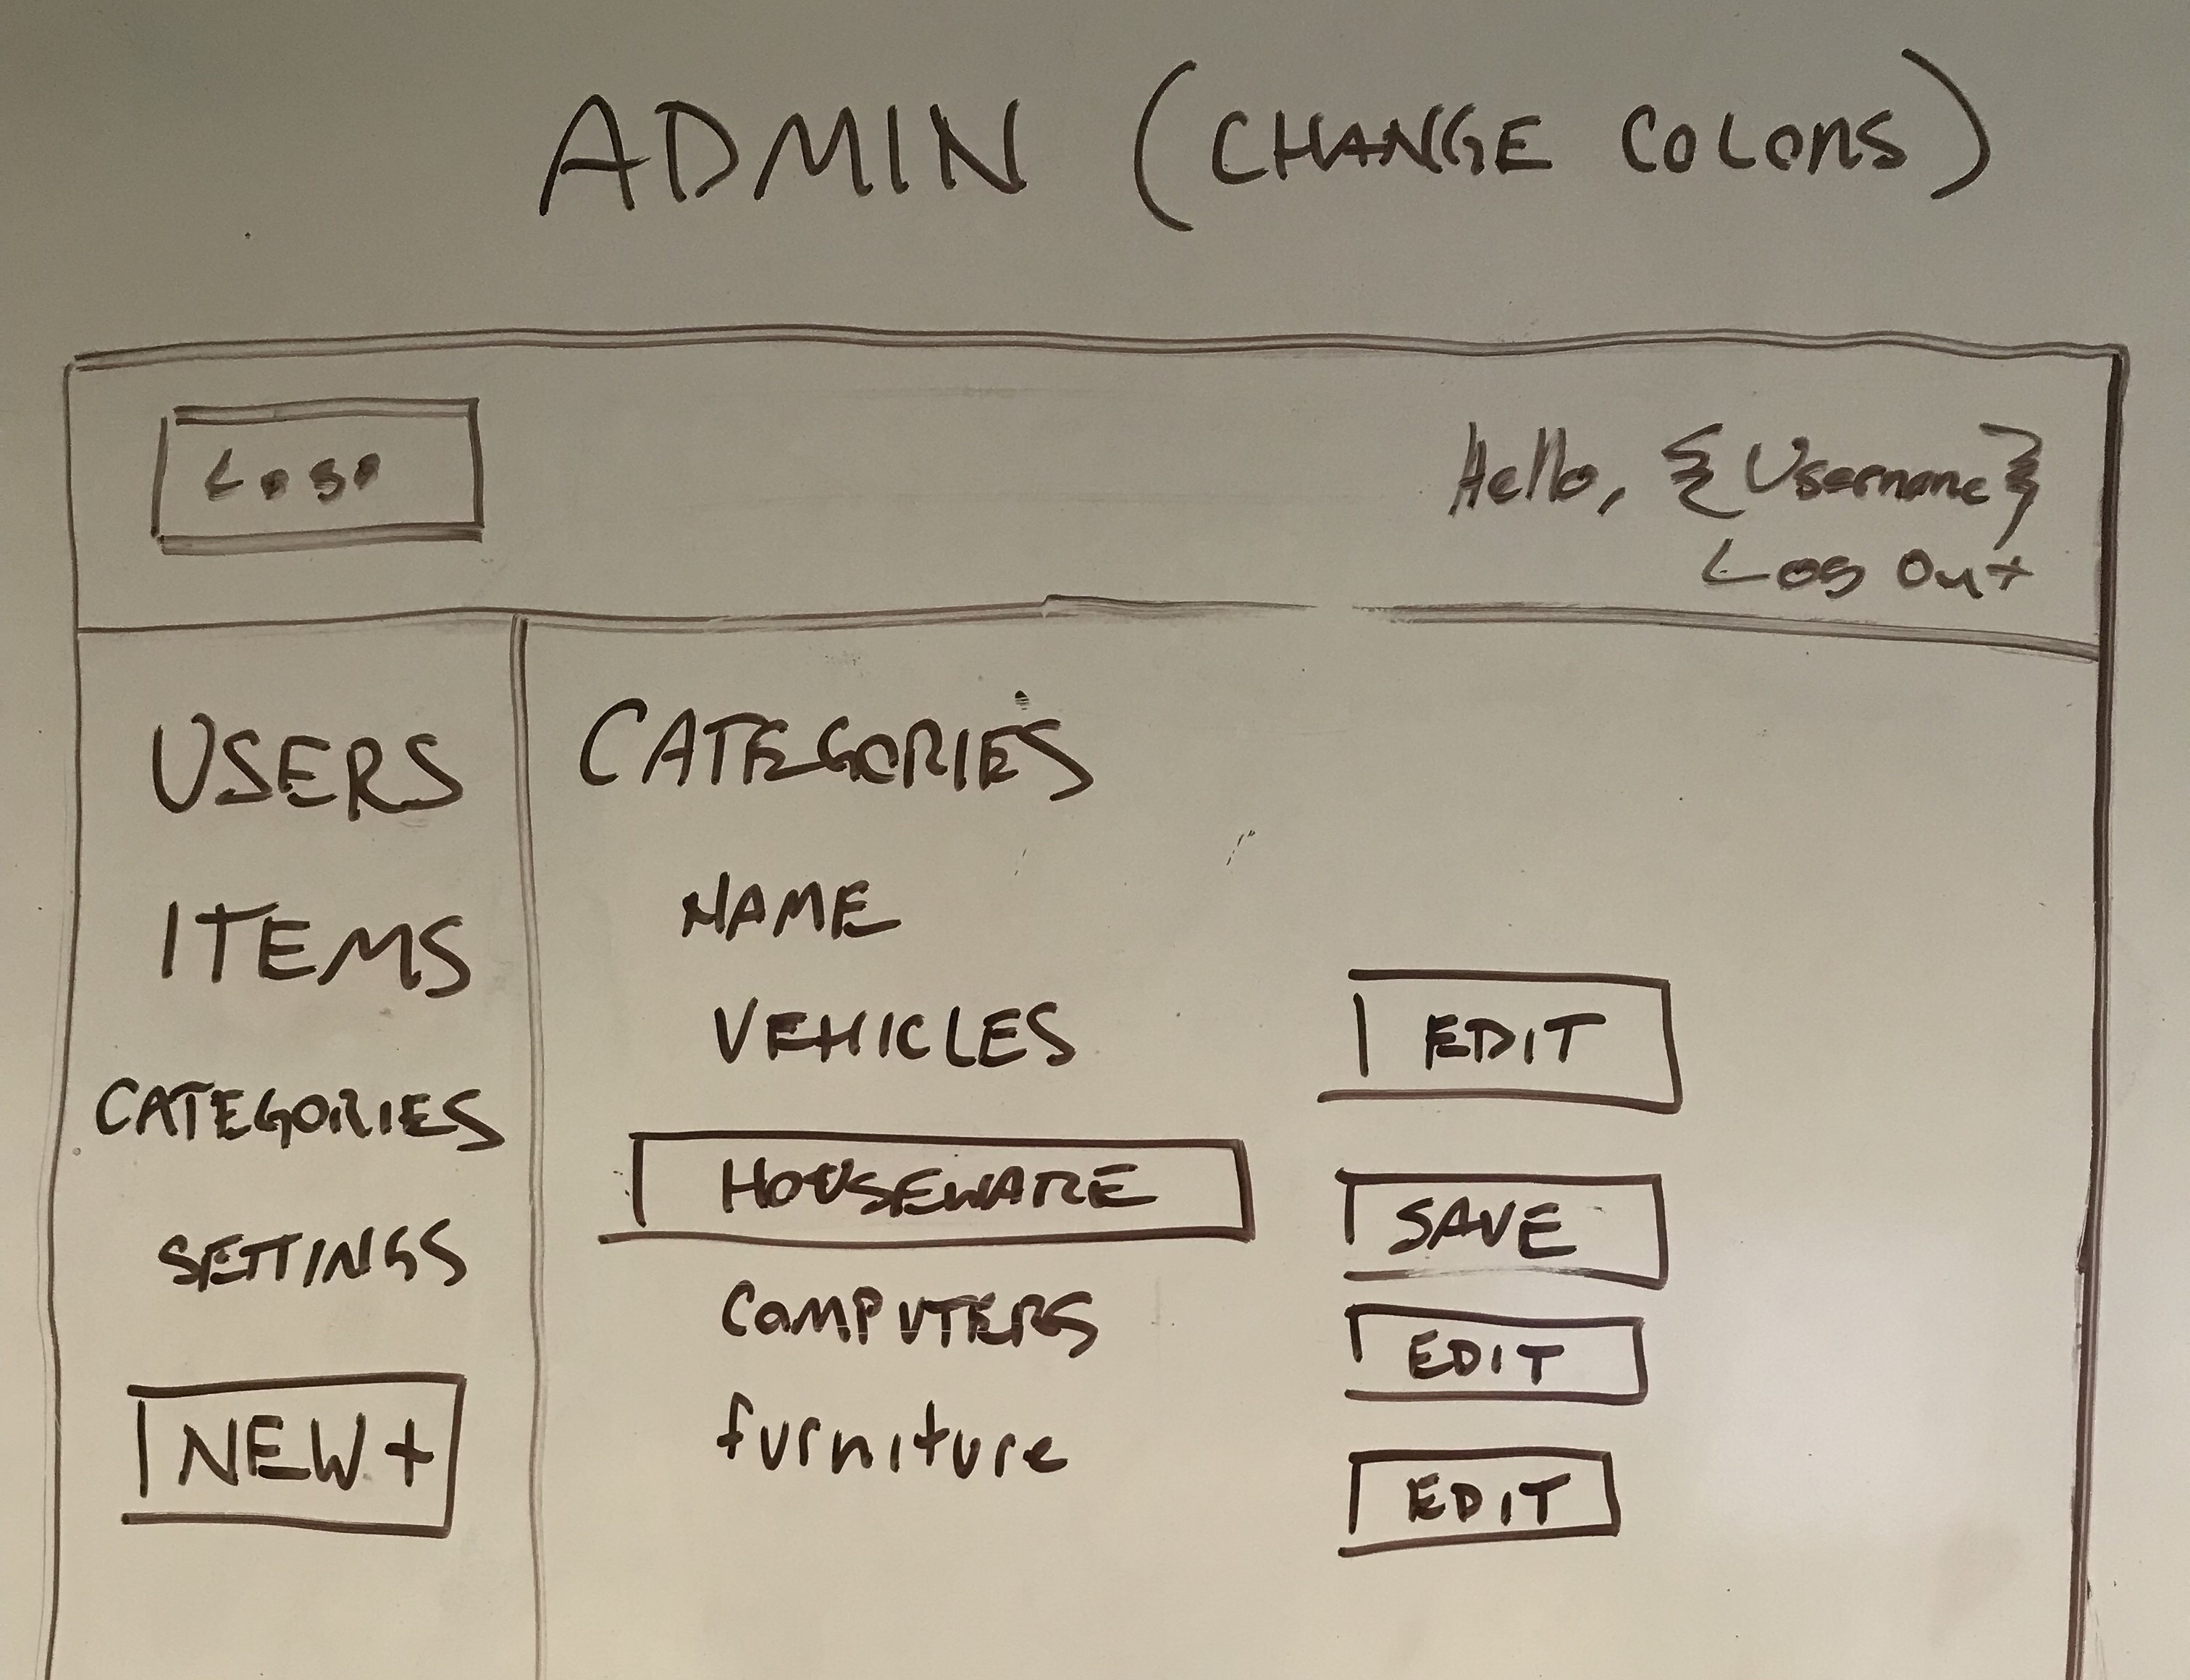 ADMIN (CHANGE COLORS)
Logo
Hello, {Username}
Log Out
USERS
ITEMS
CATEGORIES
SETTINGS
NEW +
CATEGORIES
NAME
VEHICLES EDIT
HOUSEWARE SAVE
COMPUTERS EDIT
furniture EDIT